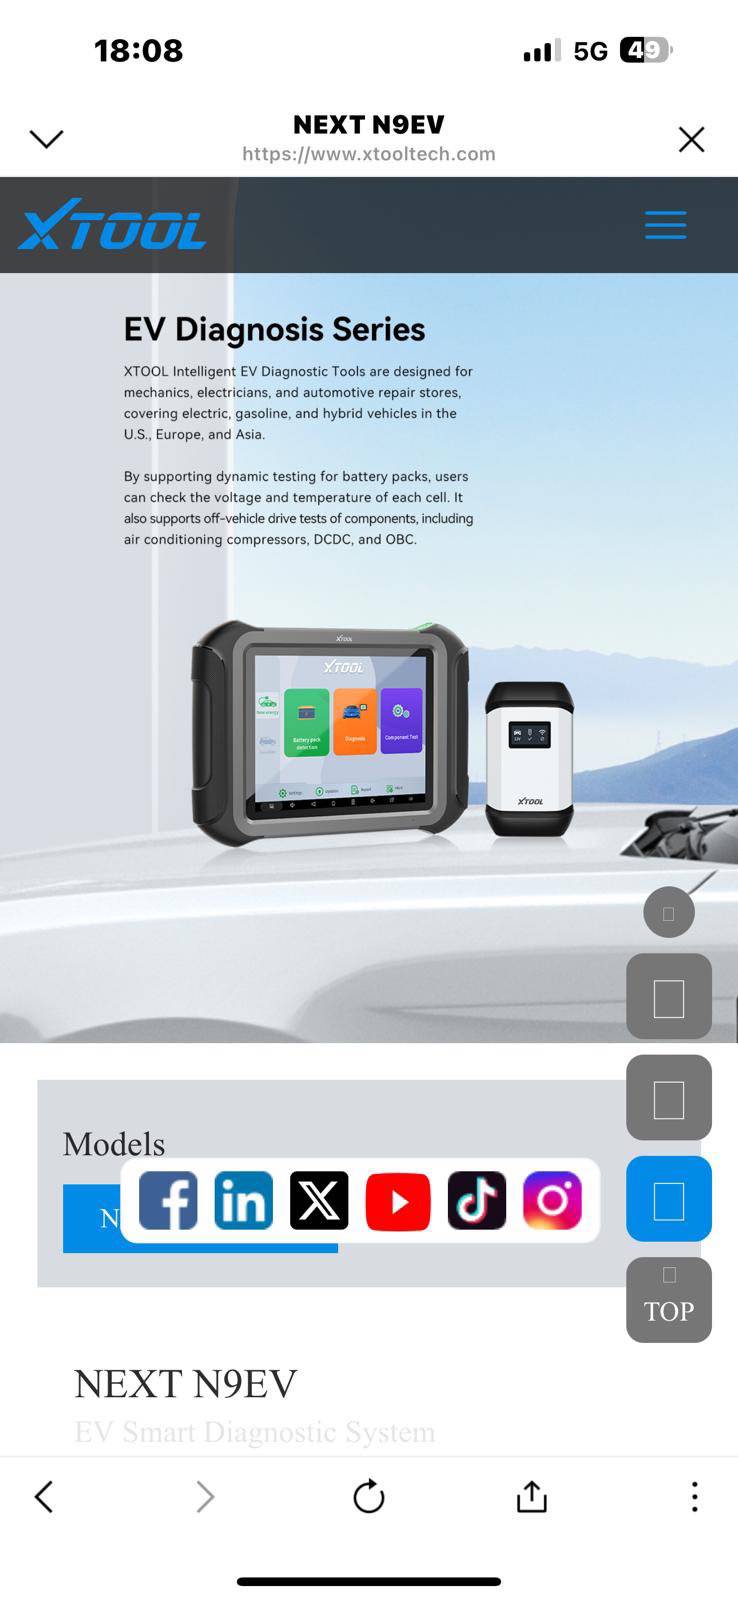 18:08
5G 49
NEXT N9EV
https://www.xtooltech.com
XTOOL
EV Diagnosis Series
XTOOL Intelligent EV Diagnostic Tools are designed for
mechanics, electricians, and automotive repair stores,
covering electric, gasoline, and hybrid vehicles in the
U.S., Europe, and Asia.
By supporting dynamic testing for battery packs, users
can check the voltage and temperature of each cell. It
also supports off-vehicle drive tests of components, including
air conditioning compressors, DCDC, and OBC.
XTOOL
XTOOL
New energy
Battery pack
detection
Diagnosis
Component Test
Settings
Updates
Report
More
XTOOL
Models
N
TOP
NEXT N9EV
EV Smart Diagnostic System